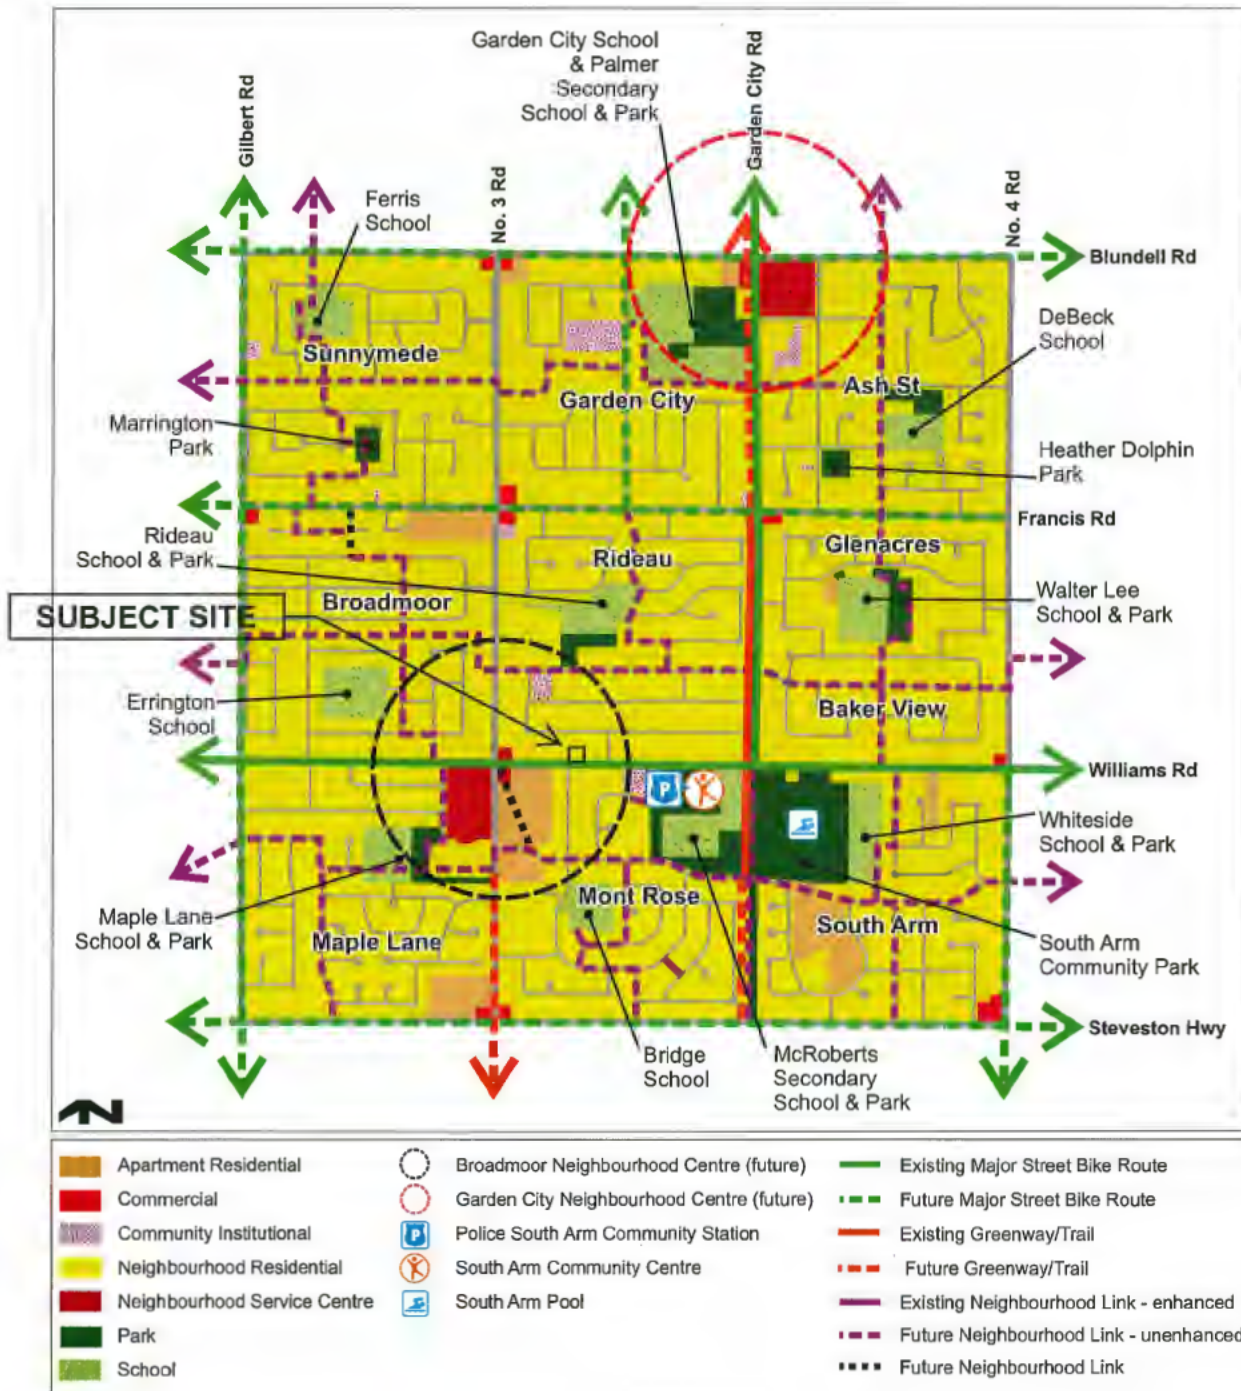 Garden City School
& Palmer
Secondary
School & Park
Garden City Rd
Gilbert Rd
No. 3 Rd
No. 4 Rd
Ferris
School
Blundell Rd
DeBeck
School
Sunnymede
Ash St
Garden City
Marrington
Park
Heather Dolphin
Park
Francis Rd
Rideau
School & Park
Rideau
Glenacres
Walter Lee
School & Park
SUBJECT SITE
Broadmoor
Errington
School
Baker View
Williams Rd
P
Whiteside
School & Park
Mont Rose
Maple Lane
School & Park
Maple Lane
South Arm
South Arm
Community Park
Steveston Hwy
Bridge
School
McRoberts
Secondary
School & Park
N
Apartment Residential
Commercial
Community Institutional
Neighbourhood Residential
Neighbourhood Service Centre
Park
School
Broadmoor Neighbourhood Centre (future)
Garden City Neighbourhood Centre (future)
P
Police South Arm Community Station
South Arm Community Centre
South Arm Pool
Existing Major Street Bike Route
Future Major Street Bike Route
Existing Greenway/Trail
Future Greenway/Trail
Existing Neighbourhood Link - enhanced
Future Neighbourhood Link - unenhanced
Future Neighbourhood Link